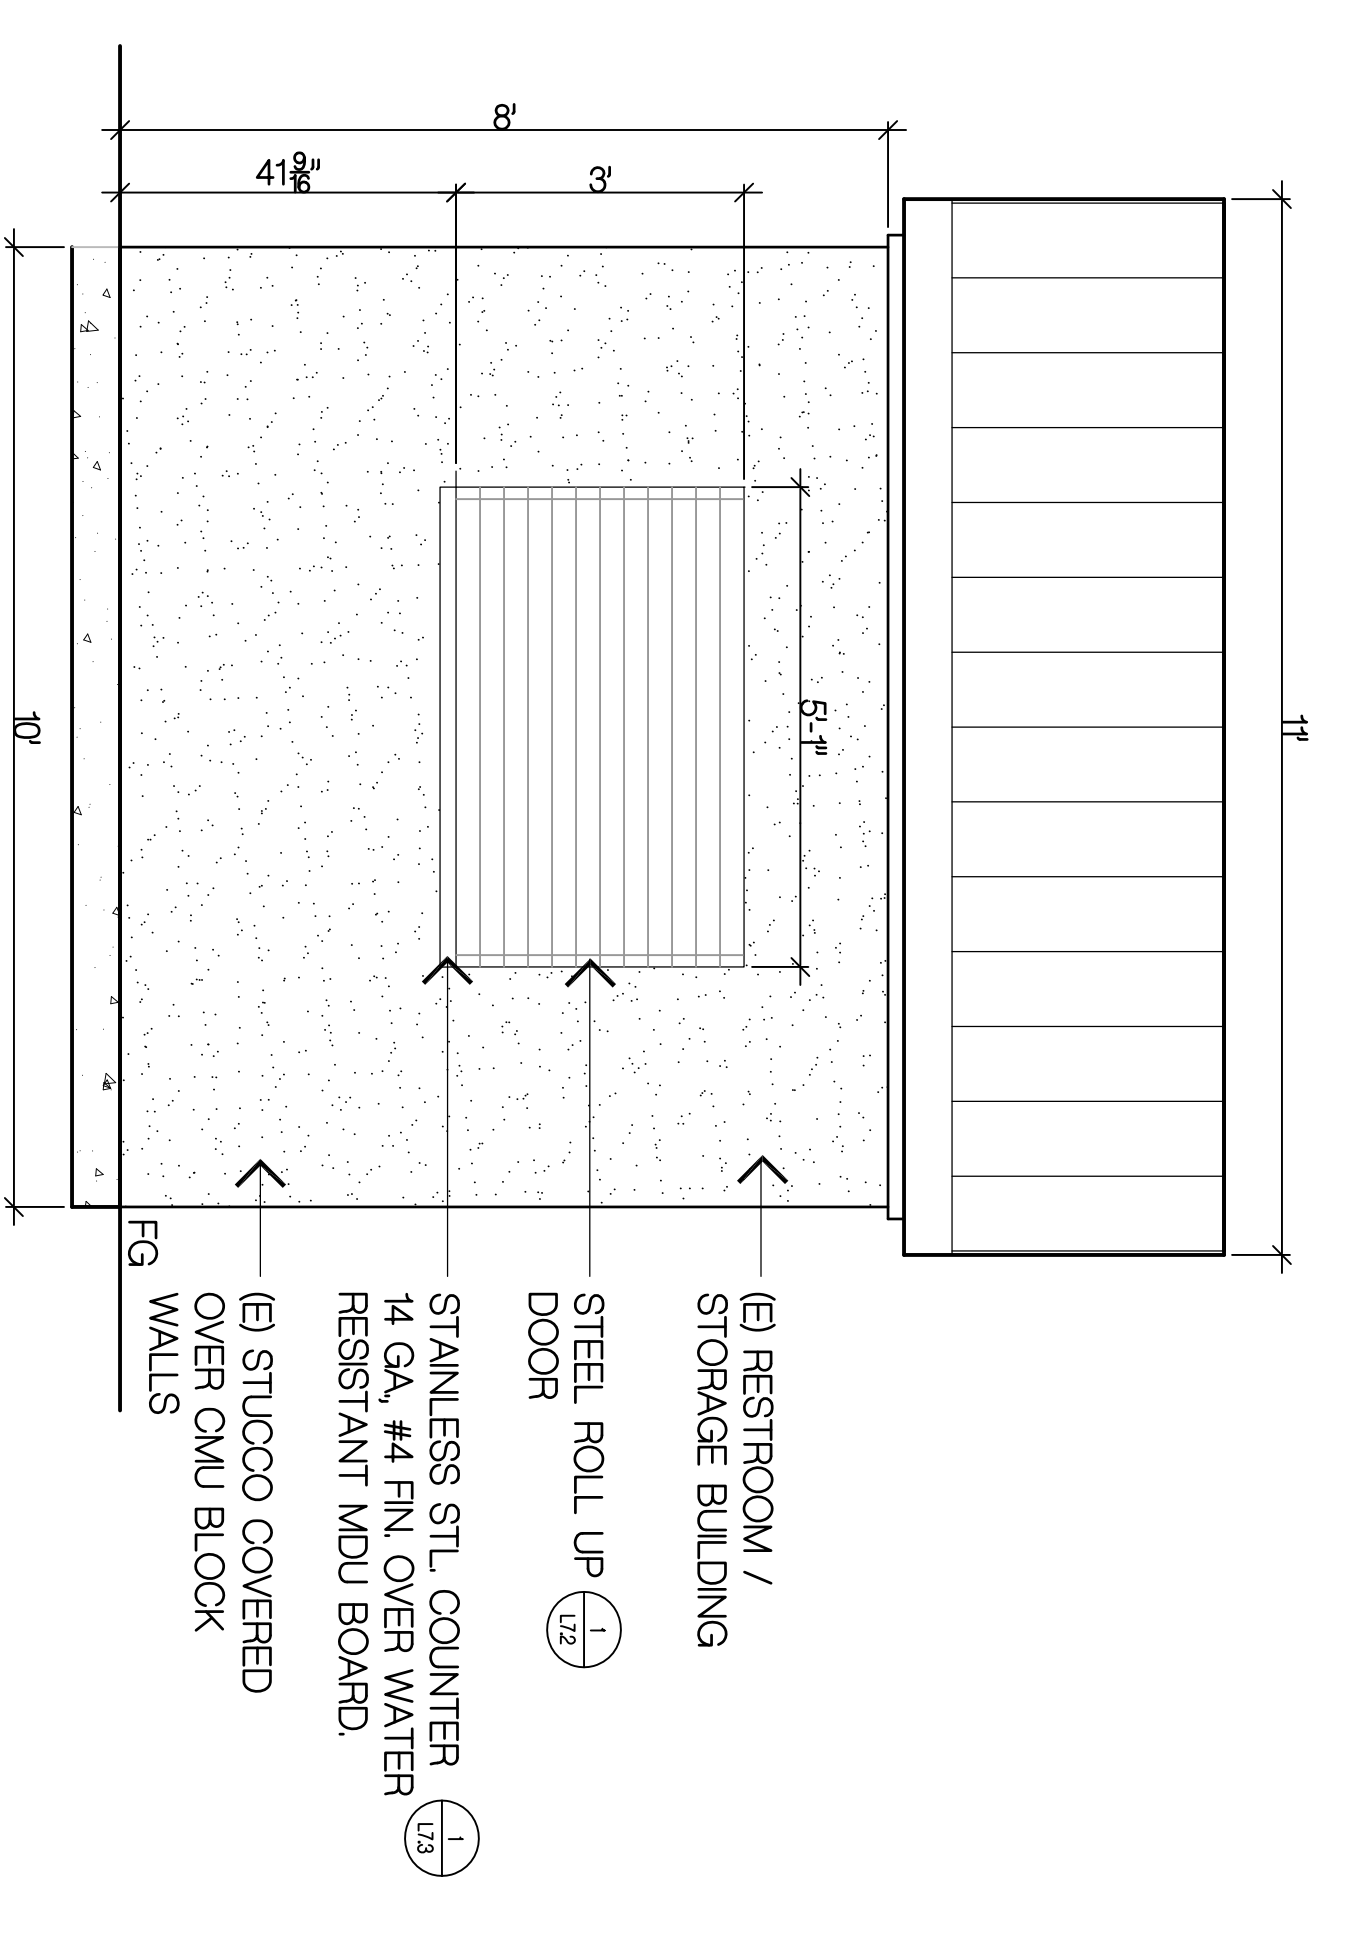 11'
8'
3'
41 9/16"
5'-1"
(E) RESTROOM /
STORAGE BUILDING
STEEL ROLL UP
DOOR
1
L7.2
STAINLESS STL. COUNTER
14 GA., #4 FIN. OVER WATER
RESISTANT MDU BOARD.
1
L7.3
(E) STUCCO COVERED
OVER CMU BLOCK
WALLS
FG
10'